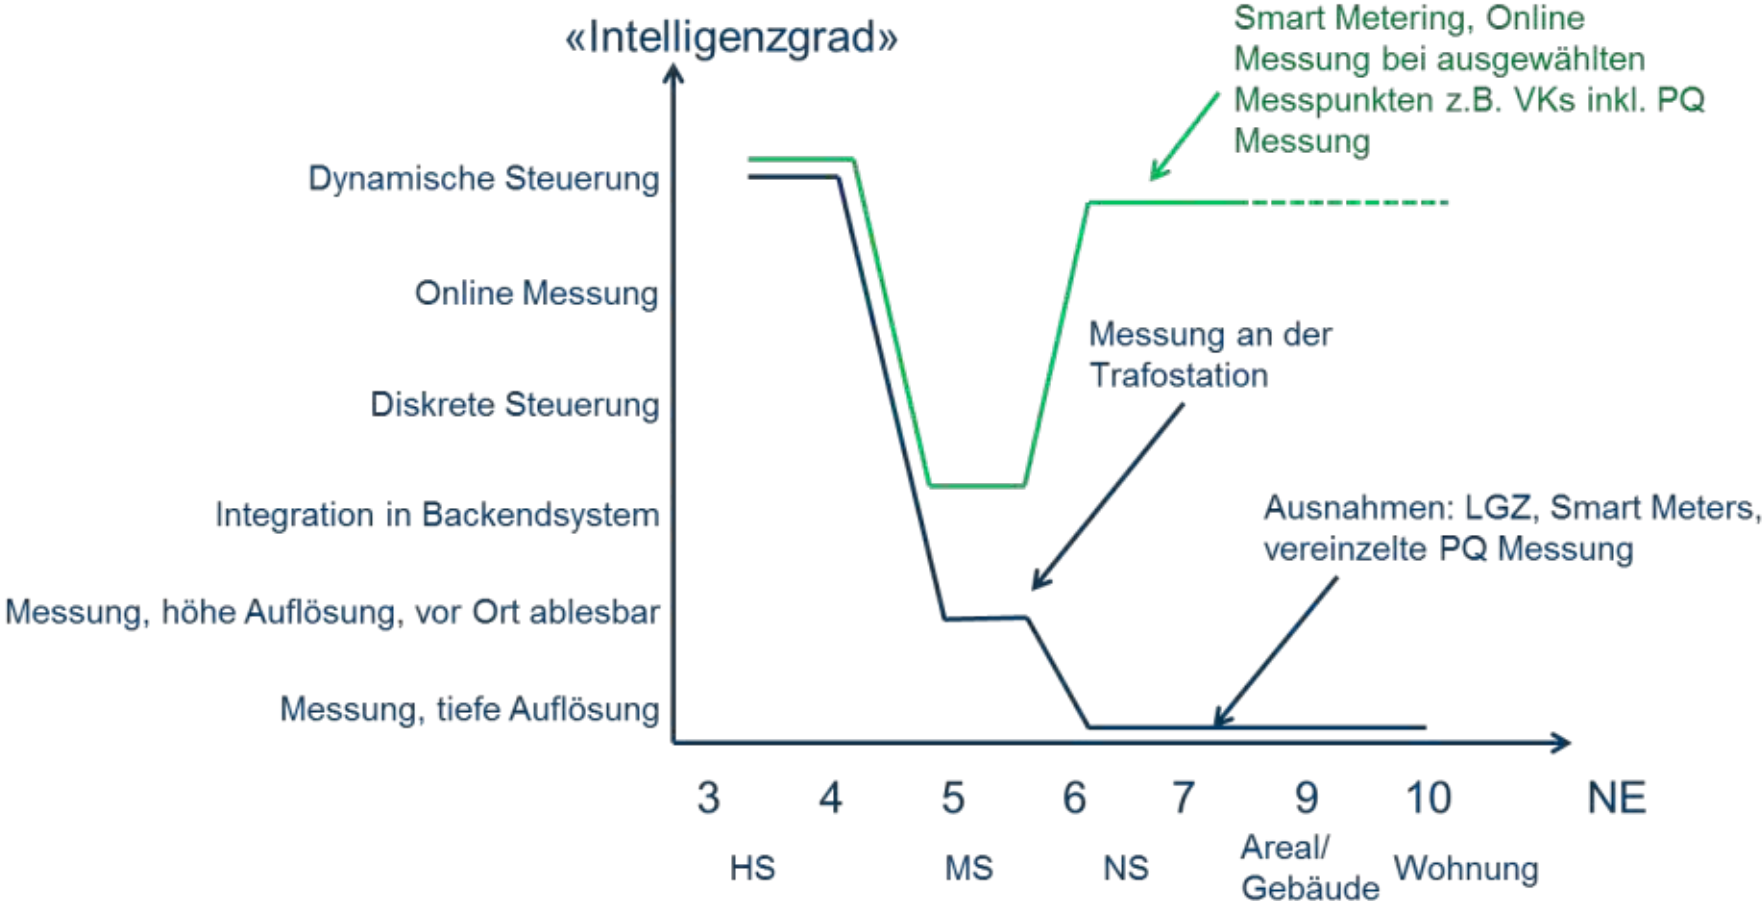 «Intelligenzgrad»
Smart Metering, Online
Messung bei ausgewählten
Messpunkten z.B. VKs inkl. PQ
Messung
Dynamische Steuerung
Online Messung
Messung an der
Trafostation
Diskrete Steuerung
Integration in Backendsystem
Ausnahmen: LGZ, Smart Meters,
vereinzelte PQ Messung
Messung, höhe Auflösung, vor Ort ablesbar
Messung, tiefe Auflösung
3 4 5 6 7 9 10 NE
HS MS NS Areal/ Wohnung
Gebäude